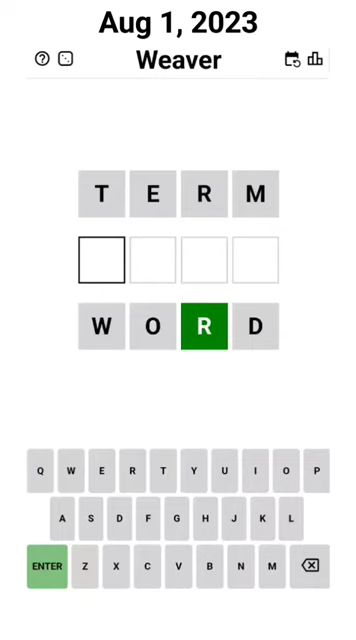 Aug 1, 2023
Weaver
T E R M
W O R D
Q W E R T Y U I O P
A S D F G H J K L
ENTER Z X C V B N M